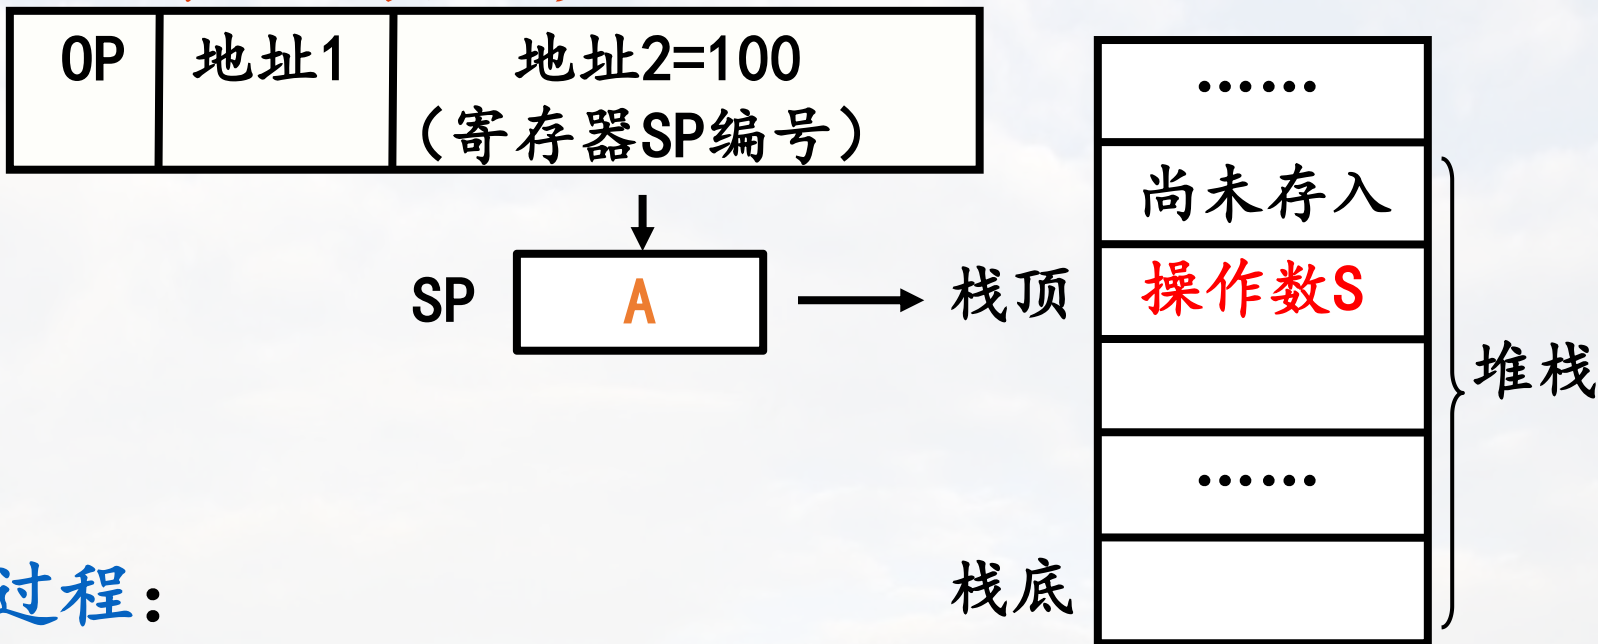 OP 地址1 地址2=100
(寄存器SP编号)
……
尚未存入
SP A 栈顶 操作数S
堆栈
……
栈底
过程: